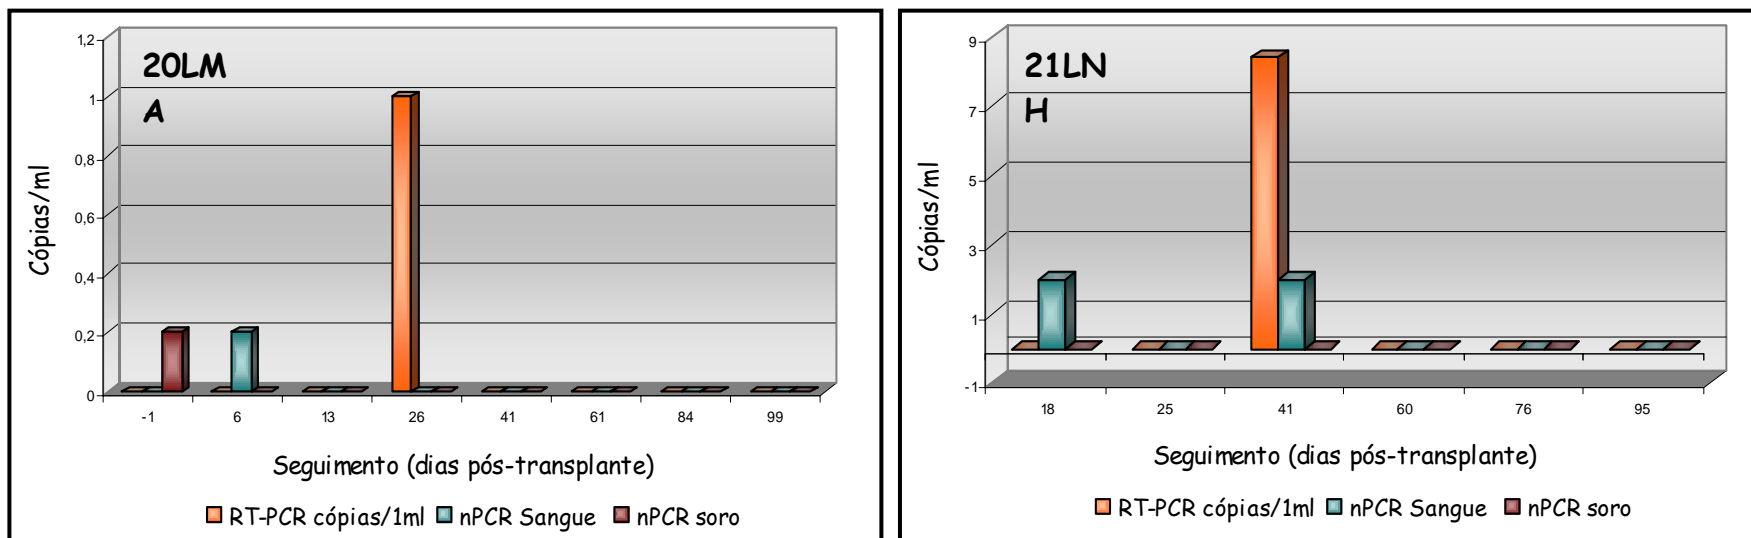 20LM
A
1,2
1
0,8
0,6
0,4
0,2
0
Cópias/ml
-1 6 13 26 41 61 84 99
Seguimento (dias pós-transplante)
RT-PCR cópias/1ml nPCR Sangue nPCR soro
21LN
H
9
7
5
3
1
-1
Cópias/ml
18 25 41 60 76 95
Seguimento (dias pós-transplante)
RT-PCR cópias/1ml nPCR Sangue nPCR soro